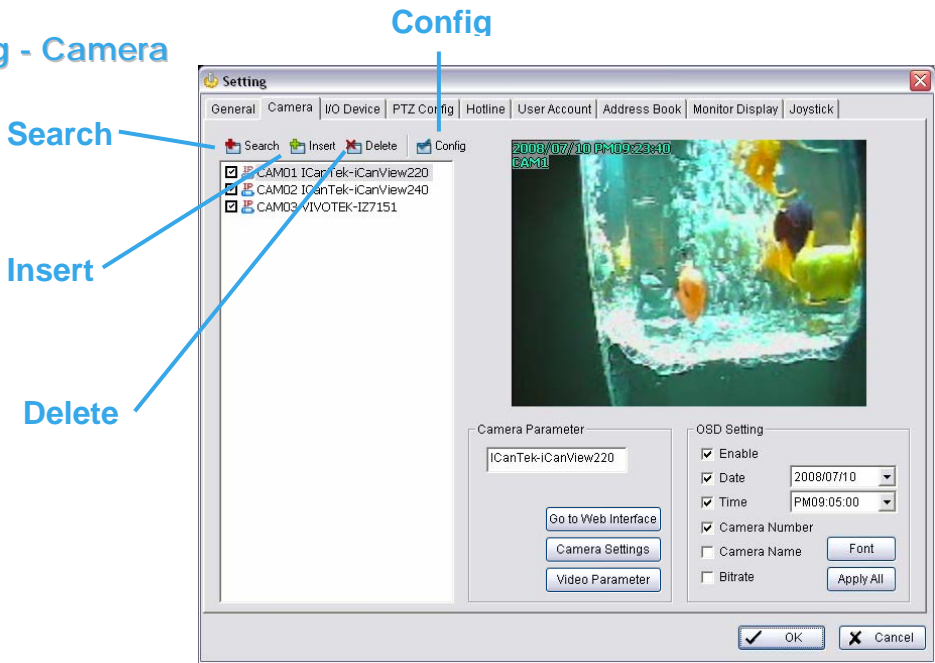 Config
g - Camera
Setting
General Camera I/O Device PTZ Config Hotline User Account Address Book Monitor Display Joystick
Search
Search Insert Delete Config
2008/07/10 PM09:23:40
CAM1
CAM01 ICanTek-iCanView220
CAM02 ICanTek-iCanView240
CAM03 VIVOTEK-IZ7151
Insert
Delete
Camera Parameter
ICanTek-iCanView220
Go to Web Interface
Camera Settings
Video Parameter
OSD Setting
Enable
Date 2008/07/10
Time PM09:05:00
Camera Number
Camera Name Font
Bitrate Apply All
OK Cancel